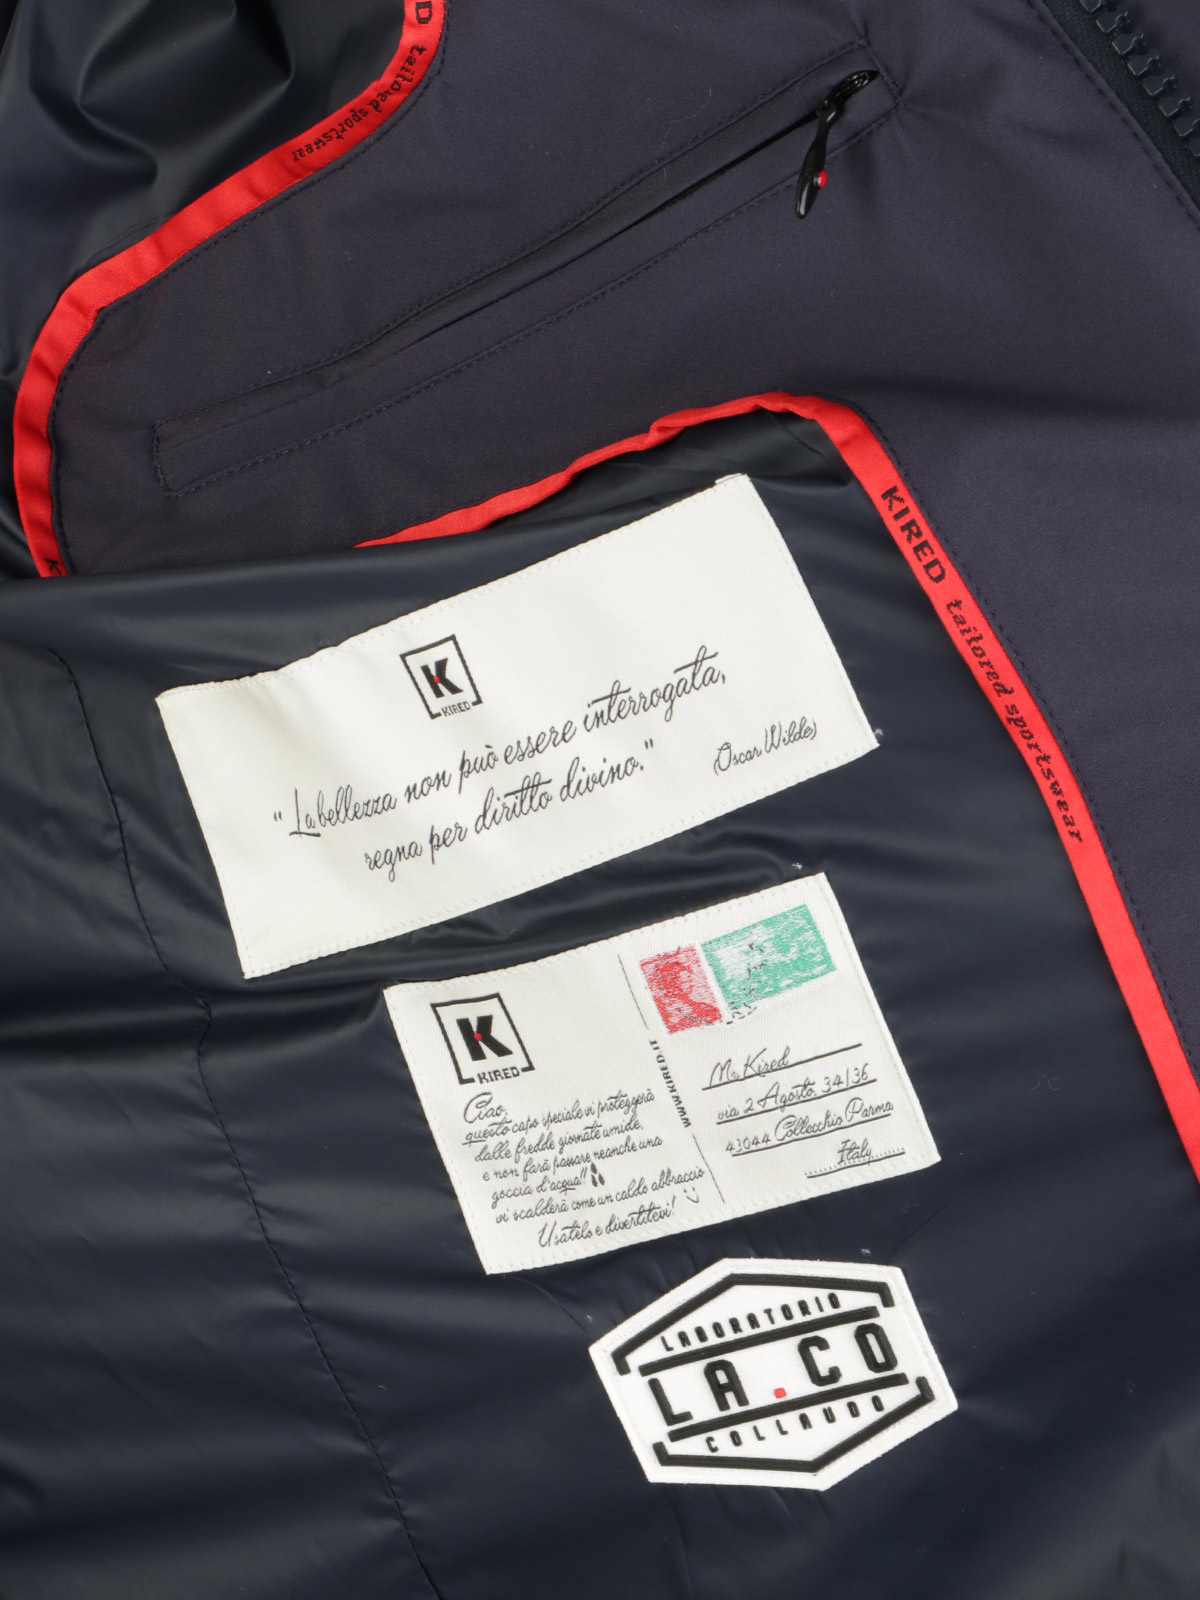 D tailored sportswear
K
KIRED tailored sportswear
K
KIRED
"La bellezza non può essere interrogata,
regna per diritto divino."
(Oscar Wilde)
K
KIRED
Ciao,
questo capo speciale vi proteggerà
dalle fredde giornate umide,
e non farà passare neanche una
goccia d'acqua!!
vi scalderà come un caldo abbraccio
Usatelo e divertitevi!
WWW.KIRED.IT
Mr. Kired
via 2 Agosto, 34/36
43044 Collecchio Parma
Italy
LABORATORIO
LA.CO
COLLAUDO